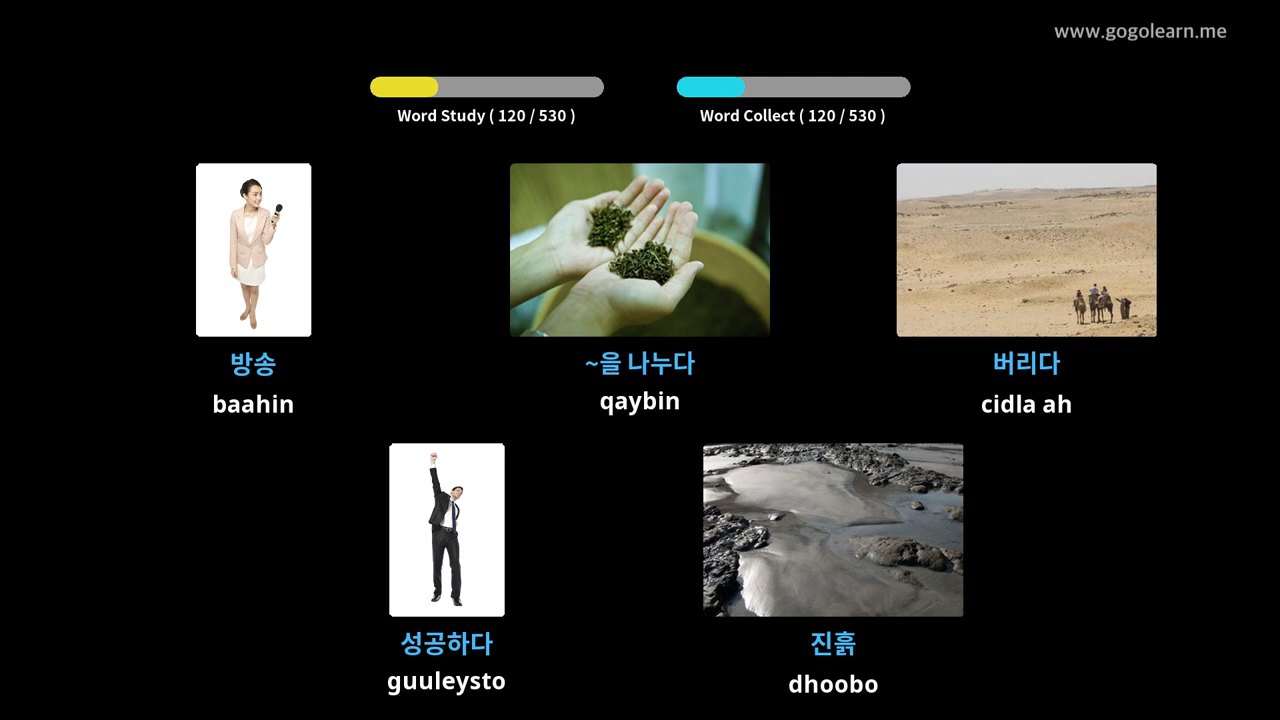 www.gogolearn.me
Word Study ( 120 / 530 )
Word Collect ( 120 / 530 )
방송
baahin
~을 나누다
qaybin
버리다
cidla ah
성공하다
guuleysto
진흙
dhoobo